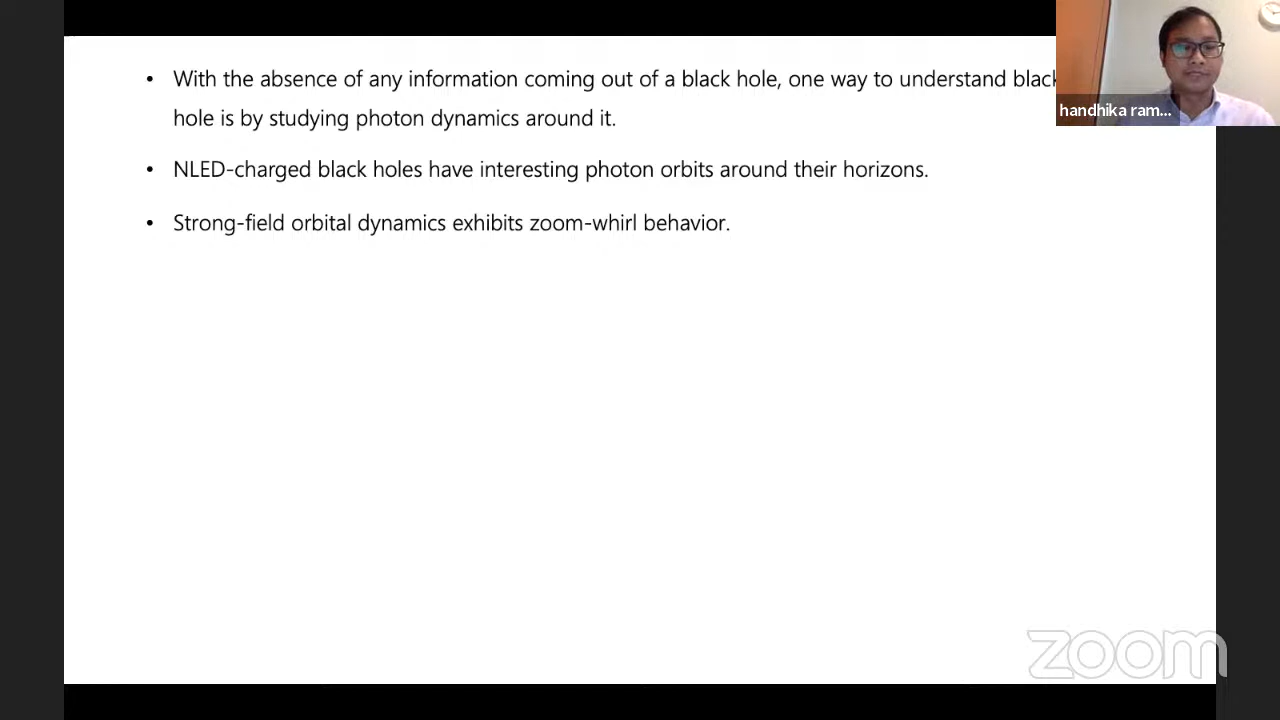 • With the absence of any information coming out of a black hole, one way to understand black
hole is by studying photon dynamics around it.
• NLED-charged black holes have interesting photon orbits around their horizons.
• Strong-field orbital dynamics exhibits zoom-whirl behavior.
handhika ram...
zoom